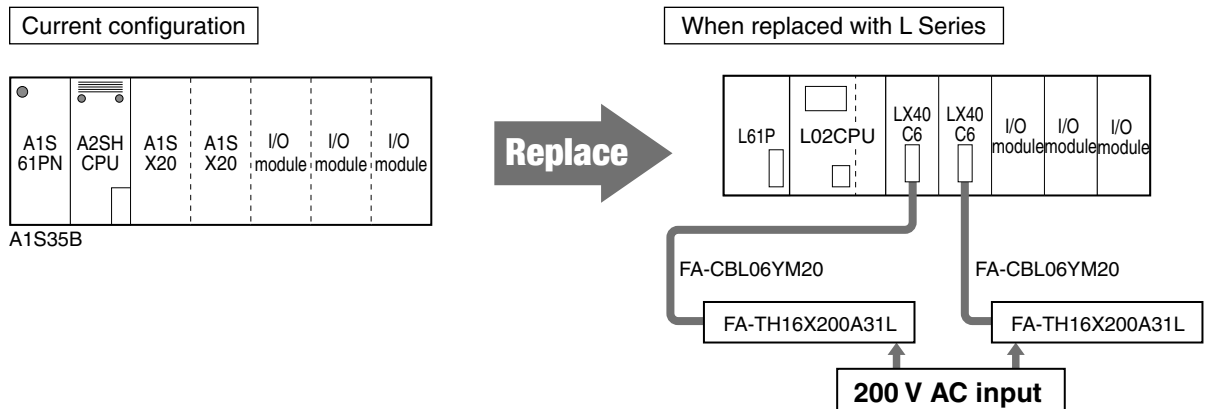 Current configuration
When replaced with L Series
A1S
61PN
A2SH
CPU
A1S
X20
A1S
X20
I/O
module
I/O
module
I/O
module
A1S35B
Replace
L61P
L02CPU
LX40
C6
LX40
C6
I/O
module
I/O
module
I/O
module
FA-CBL06YM20
FA-CBL06YM20
FA-TH16X200A31L
FA-TH16X200A31L
200 V AC input